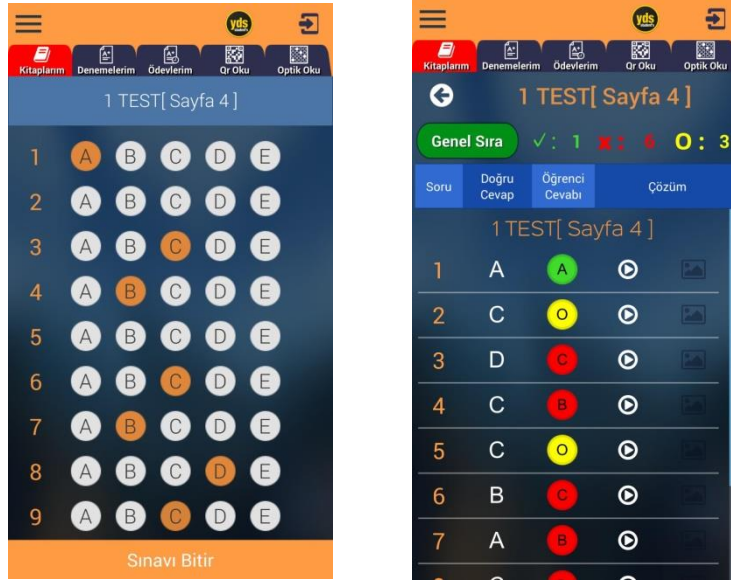 yds
Kitaplarım Denemelerim Ödevlerim Qr Oku Optik Oku
1 TEST[ Sayfa 4 ]
1 A B C D E
2 A B C D E
3 A B C D E
4 A B C D E
5 A B C D E
6 A B C D E
7 A B C D E
8 A B C D E
9 A B C D E
Sınavı Bitir
yds
Kitaplarım Denemelerim Ödevlerim Qr Oku Optik Oku
1 TEST[ Sayfa 4 ]
Genel Sıra ✓: 1 x: 6 O: 3
Soru Doğru Cevap Öğrenci Cevabı Çözüm
1 TEST[ Sayfa 4 ]
1 A A
2 C O
3 D C
4 C B
5 C O
6 B C
7 A B